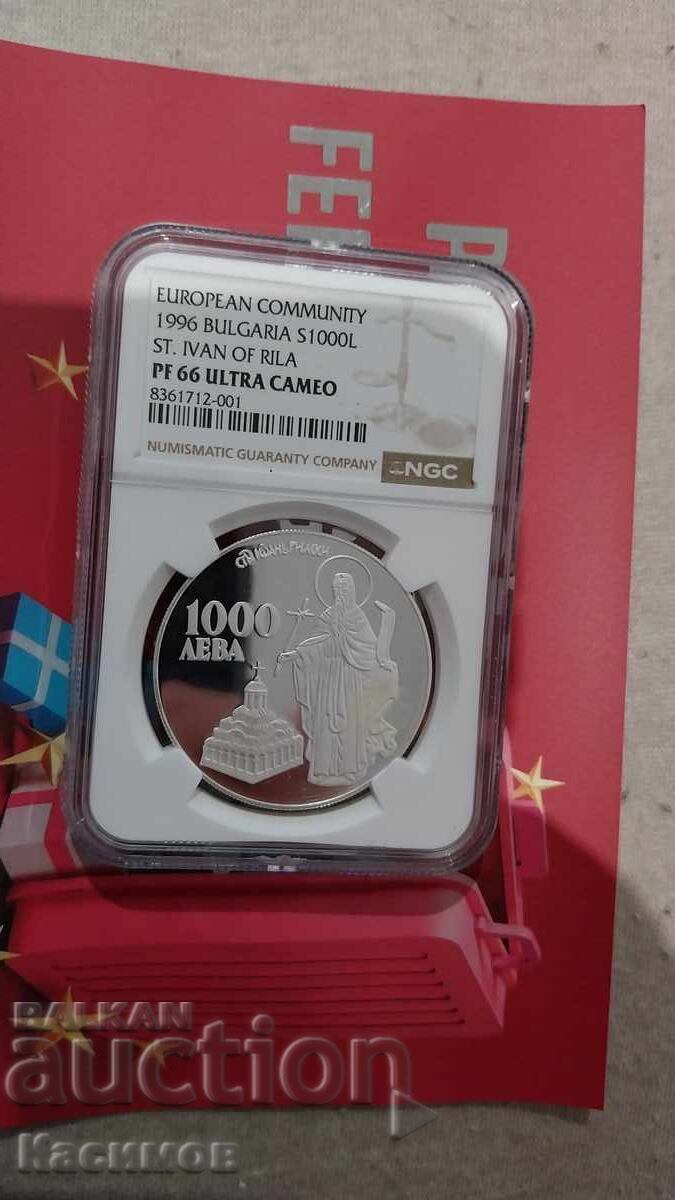 P
FE
EUROPEAN COMMUNITY
1996 BULGARIA S1000L
ST. IVAN OF RILA
PF 66 ULTRA CAMEO
8361712-001
NUMISMATIC GUARANTY COMPANY
NGC
1000
ЛЕВА
BALKAN
auction
Касимов